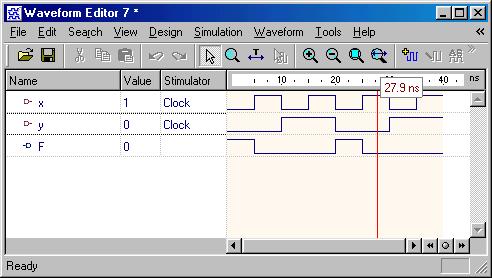 Waveform Editor 7 *
File Edit Search View Design Simulation Waveform Tools Help
Name Value Stimulator 10 20 40 ns
27.9 ns
x 1 Clock
y 0 Clock
F 0
Ready